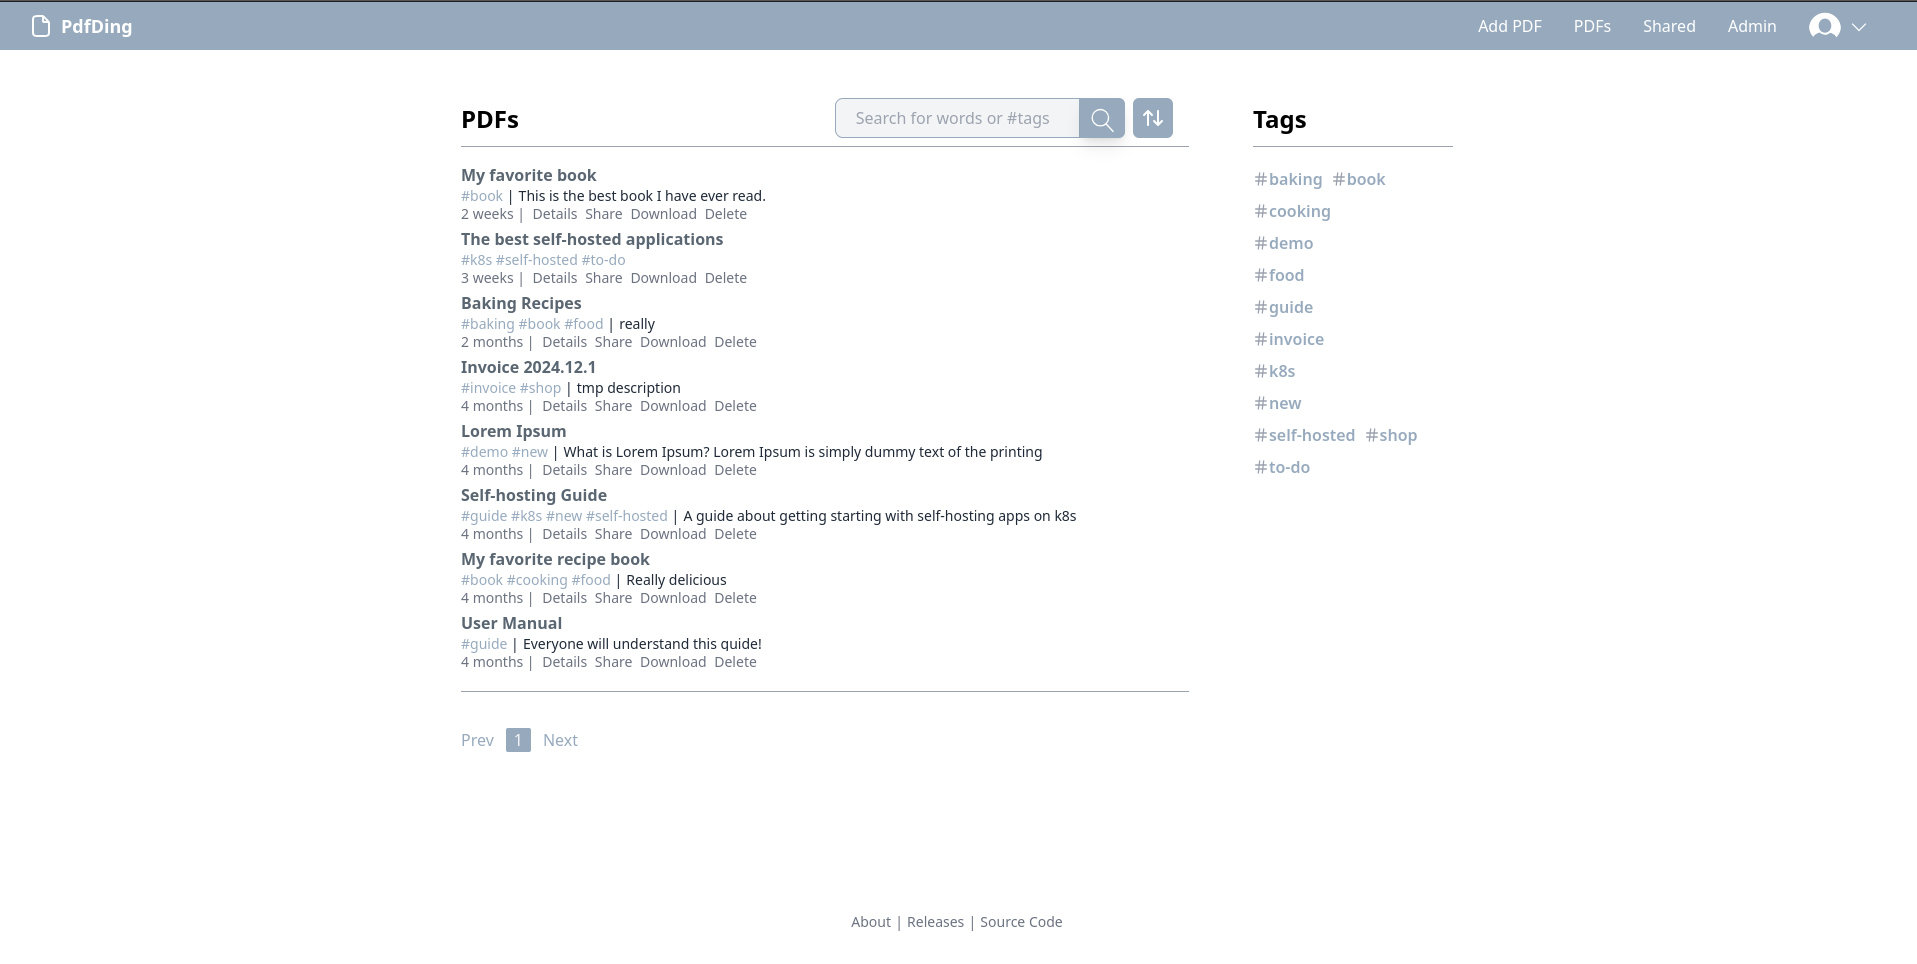 PdfDing
Add PDF PDFs Shared Admin
PDFs
Search for words or #tags
My favorite book
#book | This is the best book I have ever read.
2 weeks | Details Share Download Delete
The best self-hosted applications
#k8s #self-hosted #to-do
3 weeks | Details Share Download Delete
Baking Recipes
#baking #book #food | really
2 months | Details Share Download Delete
Invoice 2024.12.1
#invoice #shop | tmp description
4 months | Details Share Download Delete
Lorem Ipsum
#demo #new | What is Lorem Ipsum? Lorem Ipsum is simply dummy text of the printing
4 months | Details Share Download Delete
Self-hosting Guide
#guide #k8s #new #self-hosted | A guide about getting starting with self-hosting apps on k8s
4 months | Details Share Download Delete
My favorite recipe book
#book #cooking #food | Really delicious
4 months | Details Share Download Delete
User Manual
#guide | Everyone will understand this guide!
4 months | Details Share Download Delete
Prev 1 Next
Tags
#baking #book
#cooking
#demo
#food
#guide
#invoice
#k8s
#new
#self-hosted #shop
#to-do
About | Releases | Source Code